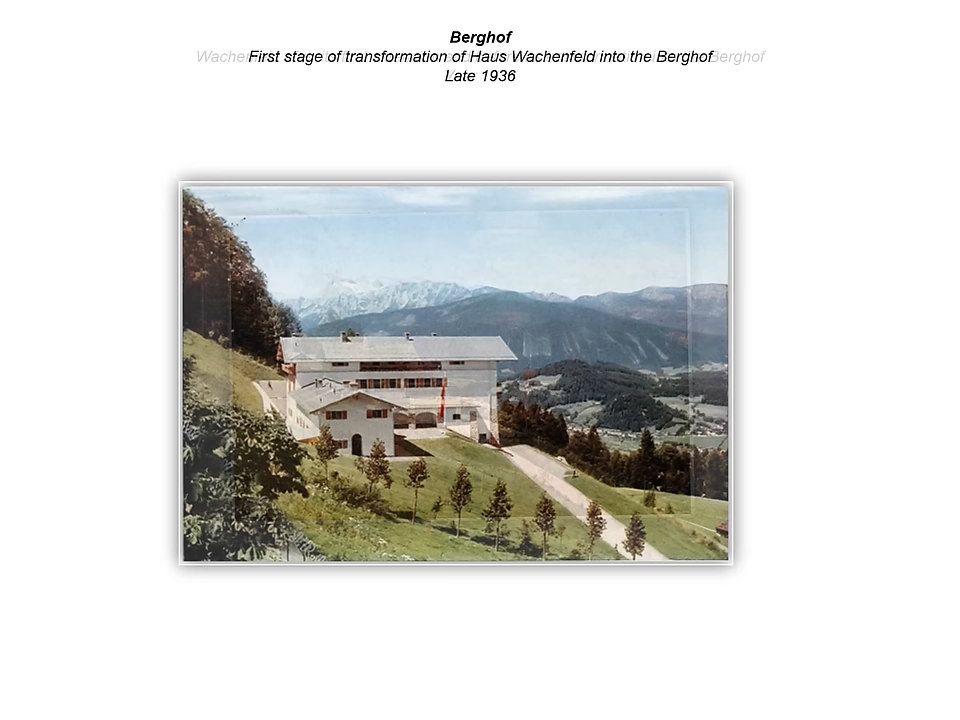 Berghof
First stage of transformation of Haus Wachenfeld into the Berghof
Late 1936